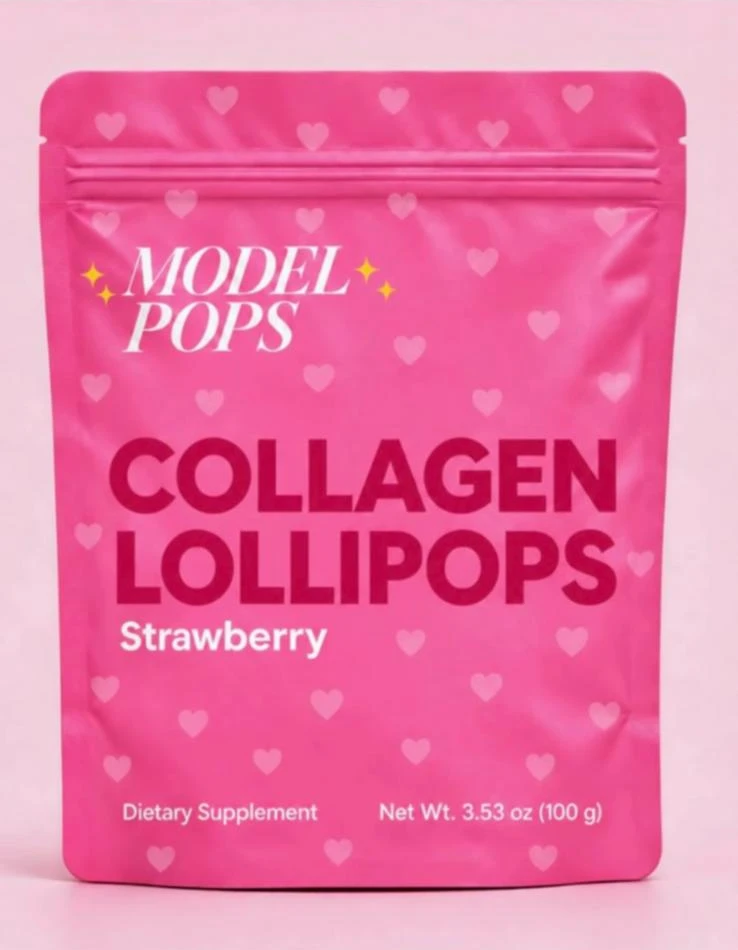 MODEL
POPS
COLLAGEN
LOLLIPOPS
Strawberry
Dietary Supplement
Net Wt. 3.53 oz (100 g)